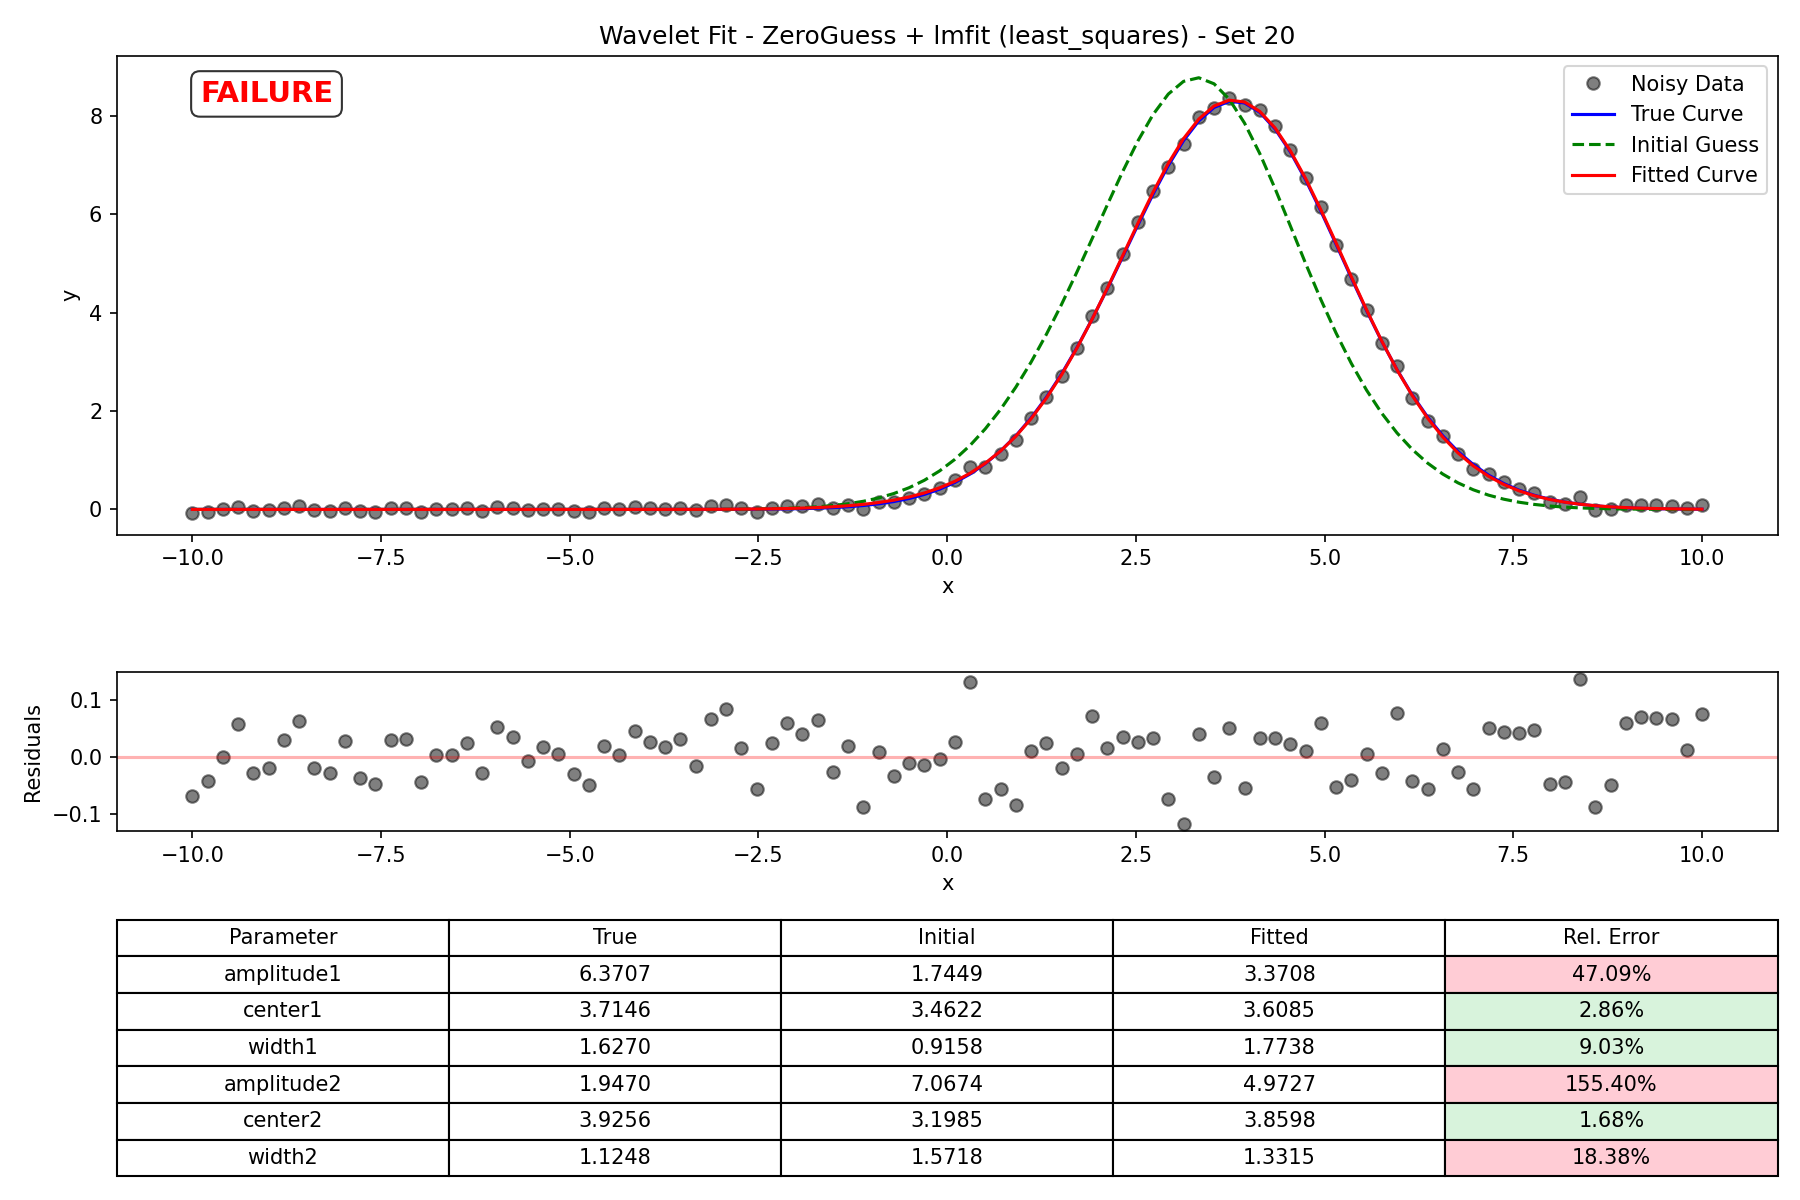 Wavelet Fit - ZeroGuess + lmfit (least_squares) - Set 20
FAILURE
Noisy Data
True Curve
Initial Guess
Fitted Curve
8
6
4
2
0
y
−10.0 −7.5 −5.0 −2.5 0.0 2.5 5.0 7.5 10.0
x
0.1
0.0
−0.1
Residuals
−10.0 −7.5 −5.0 −2.5 0.0 2.5 5.0 7.5 10.0
x
Parameter True Initial Fitted Rel. Error
amplitude1 6.3707 1.7449 3.3708 47.09%
center1 3.7146 3.4622 3.6085 2.86%
width1 1.6270 0.9158 1.7738 9.03%
amplitude2 1.9470 7.0674 4.9727 155.40%
center2 3.9256 3.1985 3.8598 1.68%
width2 1.1248 1.5718 1.3315 18.38%